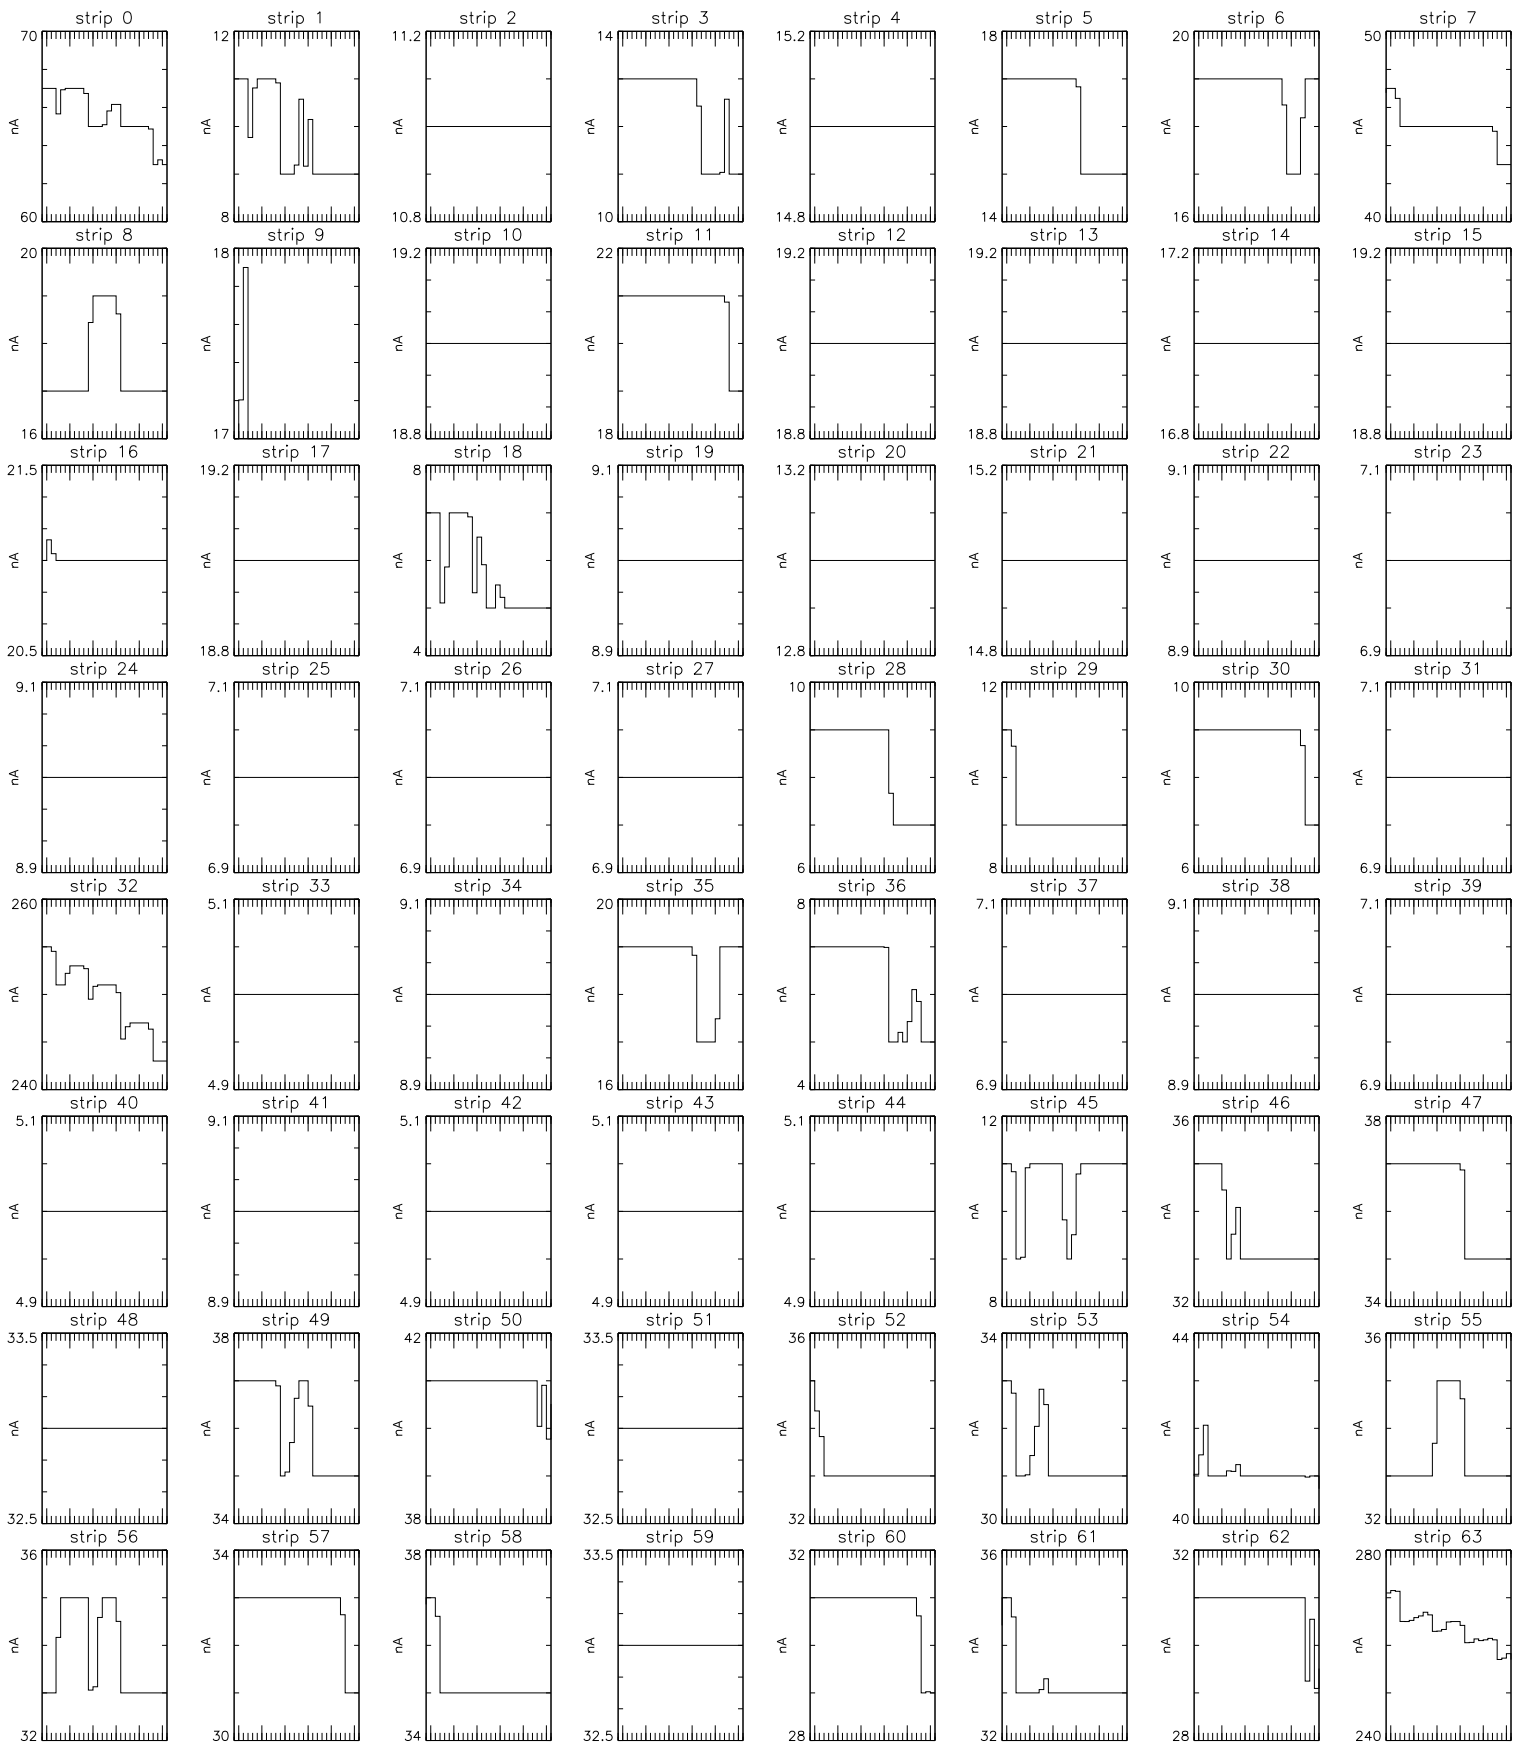 strip 0 strip 1 strip 2 strip 3 strip 4 strip 5 strip 6 strip 7
70 12 11.2 14 15.2 18 20 50
nA nA nA nA nA nA nA nA
60 8 10.8 10 14.8 14 16 40
strip 8 strip 9 strip 10 strip 11 strip 12 strip 13 strip 14 strip 15
20 18 19.2 22 19.2 19.2 17.2 19.2
nA nA nA nA nA nA nA nA
16 17 18.8 18 18.8 18.8 16.8 18.8
strip 16 strip 17 strip 18 strip 19 strip 20 strip 21 strip 22 strip 23
21.5 19.2 8 9.1 13.2 15.2 9.1 7.1
nA nA nA nA nA nA nA nA
20.5 18.8 4 8.9 12.8 14.8 8.9 6.9
strip 24 strip 25 strip 26 strip 27 strip 28 strip 29 strip 30 strip 31
9.1 7.1 7.1 7.1 10 12 10 7.1
nA nA nA nA nA nA nA nA
8.9 6.9 6.9 6.9 6 8 6 6.9
strip 32 strip 33 strip 34 strip 35 strip 36 strip 37 strip 38 strip 39
260 5.1 9.1 20 8 7.1 9.1 7.1
nA nA nA nA nA nA nA nA
240 4.9 8.9 16 4 6.9 8.9 6.9
strip 40 strip 41 strip 42 strip 43 strip 44 strip 45 strip 46 strip 47
5.1 9.1 5.1 5.1 5.1 12 36 38
nA nA nA nA nA nA nA nA
4.9 8.9 4.9 4.9 4.9 8 32 34
strip 48 strip 49 strip 50 strip 51 strip 52 strip 53 strip 54 strip 55
33.5 38 42 33.5 36 34 44 36
nA nA nA nA nA nA nA nA
32.5 34 38 32.5 32 30 40 32
strip 56 strip 57 strip 58 strip 59 strip 60 strip 61 strip 62 strip 63
36 34 38 33.5 32 36 32 280
nA nA nA nA nA nA nA nA
32 30 34 32.5 28 32 28 240